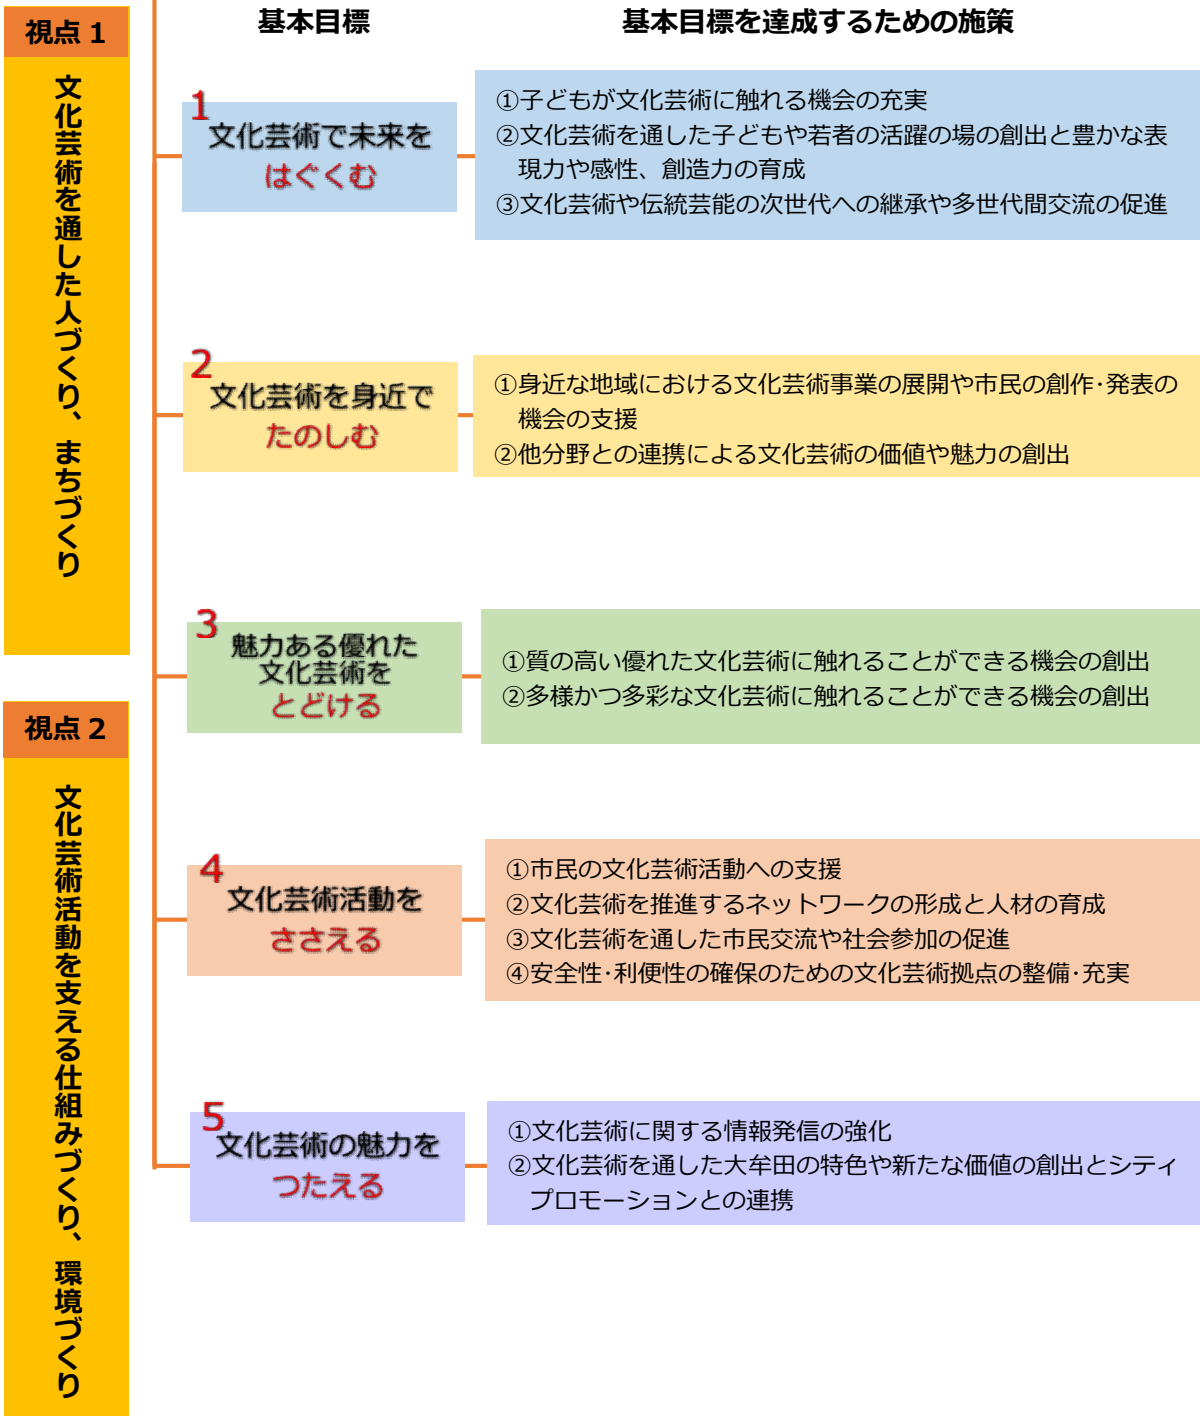 視点１
文化芸術を通した人づくり、まちづくり
視点２
文化芸術活動を支える仕組みづくり、環境づくり
基本目標
基本目標を達成するための施策
1
文化芸術で未来を
はぐくむ
①子どもが文化芸術に触れる機会の充実
②文化芸術を通した子どもや若者の活躍の場の創出と豊かな表
現力や感性、創造力の育成
③文化芸術や伝統芸能の次世代への継承や多世代間交流の促進
2
文化芸術を身近で
たのしむ
①身近な地域における文化芸術事業の展開や市民の創作･発表の
機会の支援
②他分野との連携による文化芸術の価値や魅力の創出
3
魅力ある優れた
文化芸術を
とどける
①質の高い優れた文化芸術に触れることができる機会の創出
②多様かつ多彩な文化芸術に触れることができる機会の創出
4
文化芸術活動を
ささえる
①市民の文化芸術活動への支援
②文化芸術を推進するネットワークの形成と人材の育成
③文化芸術を通した市民交流や社会参加の促進
④安全性･利便性の確保のための文化芸術拠点の整備･充実
5
文化芸術の魅力を
つたえる
①文化芸術に関する情報発信の強化
②文化芸術を通した大牟田の特色や新たな価値の創出とシティ
プロモーションとの連携